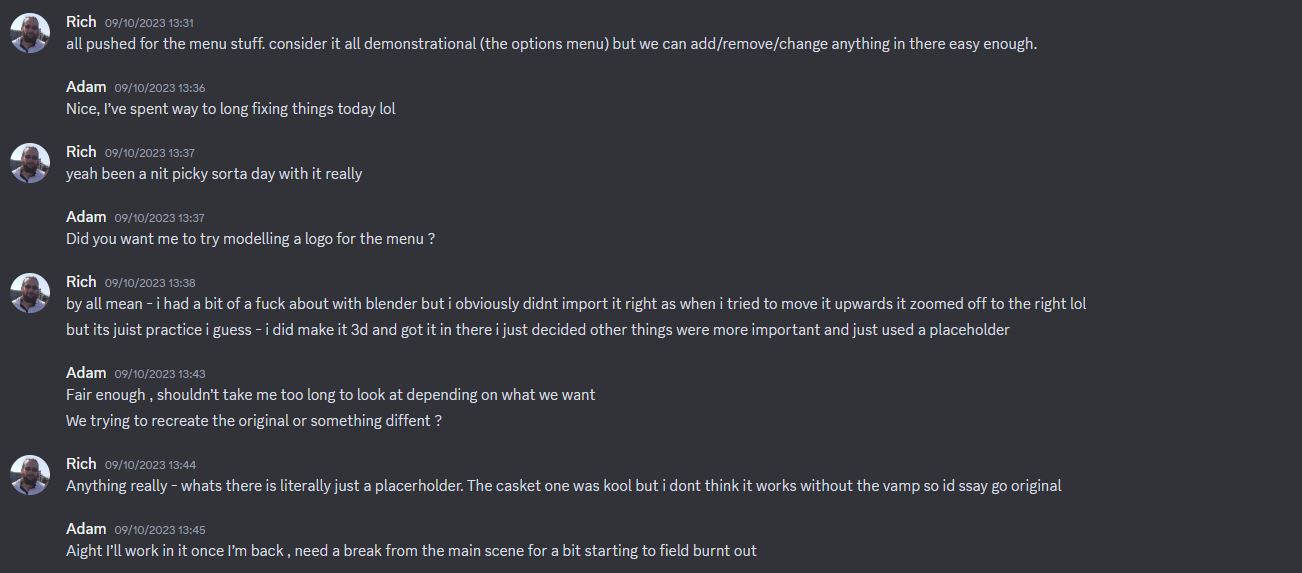 Rich 09/10/2023 13:31
all pushed for the menu stuff. consider it all demonstrational (the options menu) but we can add/remove/change anything in there easy enough.
Adam 09/10/2023 13:36
Nice, I've spent way to long fixing things today lol
Rich 09/10/2023 13:37
yeah been a nit picky sorta day with it really
Adam 09/10/2023 13:37
Did you want me to try modelling a logo for the menu ?
Rich 09/10/2023 13:38
by all mean - i had a bit of a fuck about with blender but i obviously didnt import it right as when i tried to move it upwards it zoomed off to the right lol
but its juist practice i guess - i did make it 3d and got it in there i just decided other things were more important and just used a placeholder
Adam 09/10/2023 13:43
Fair enough , shouldn't take me too long to look at depending on what we want
We trying to recreate the original or something diffent ?
Rich 09/10/2023 13:44
Anything really - whats there is literally just a placerholder. The casket one was kool but i dont think it works without the vamp so id ssay go original
Adam 09/10/2023 13:45
Aight I'll work in it once I'm back , need a break from the main scene for a bit starting to field burnt out